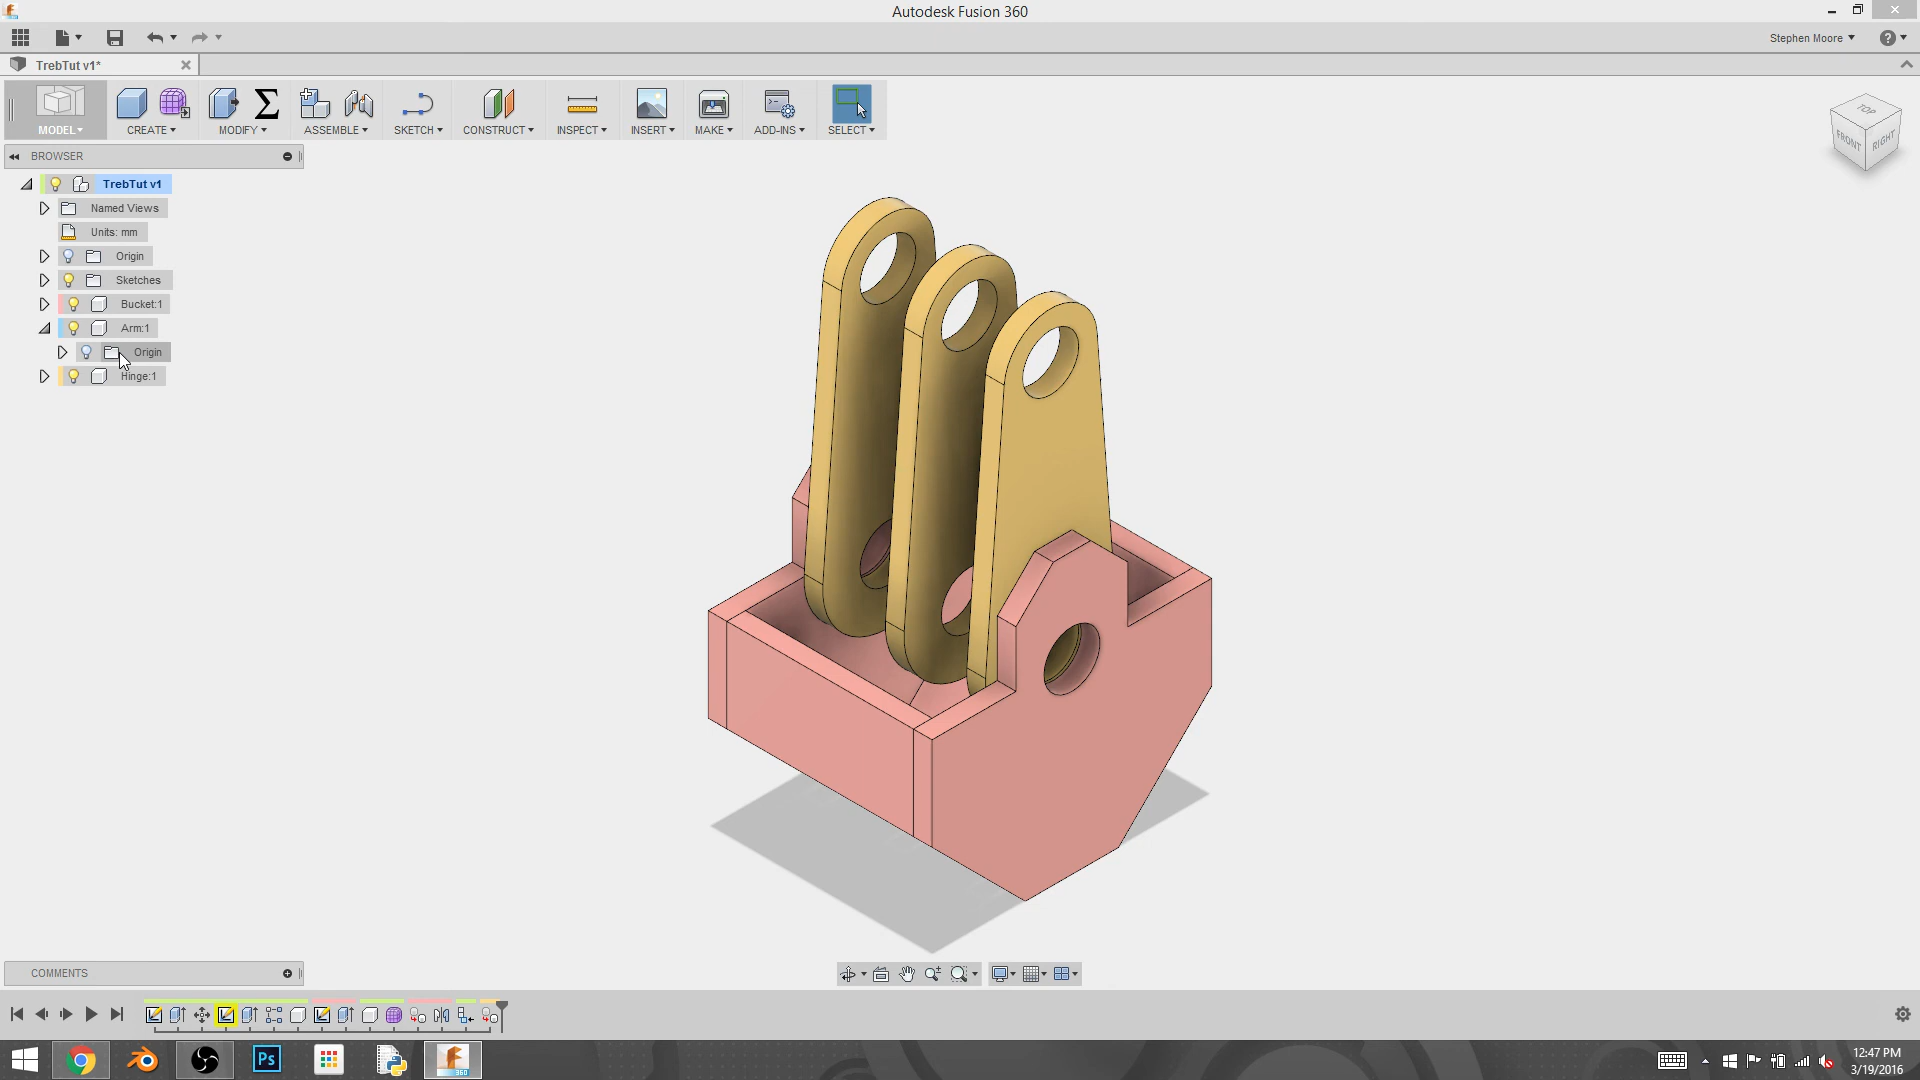 Autodesk Fusion 360
Stephen Moore
TrebTut v1*
MODEL
CREATE
MODIFY
ASSEMBLE
SKETCH
CONSTRUCT
INSPECT
INSERT
MAKE
ADD-INS
SELECT
TOP
FRONT
RIGHT
BROWSER
TrebTut v1
Named Views
Units: mm
Origin
Sketches
Bucket:1
Arm:1
Origin
Hinge:1
COMMENTS
Ps
360
12:47 PM
3/19/2016